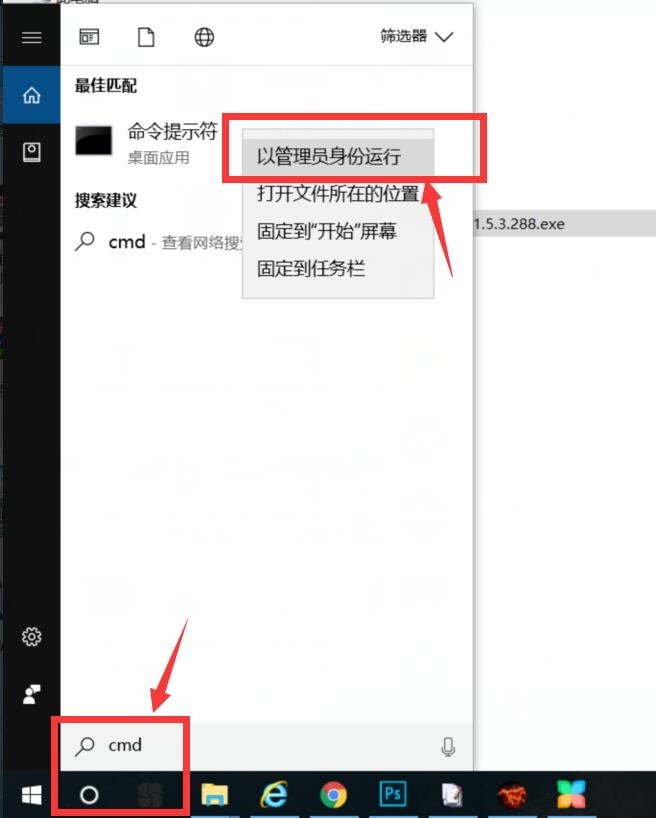 筛选器
最佳匹配
命令提示符
桌面应用
以管理员身份运行
打开文件所在的位置
搜索建议
cmd - 查看网络搜
固定到“开始”屏幕
1.5.3.288.exe
固定到任务栏
cmd
Ps